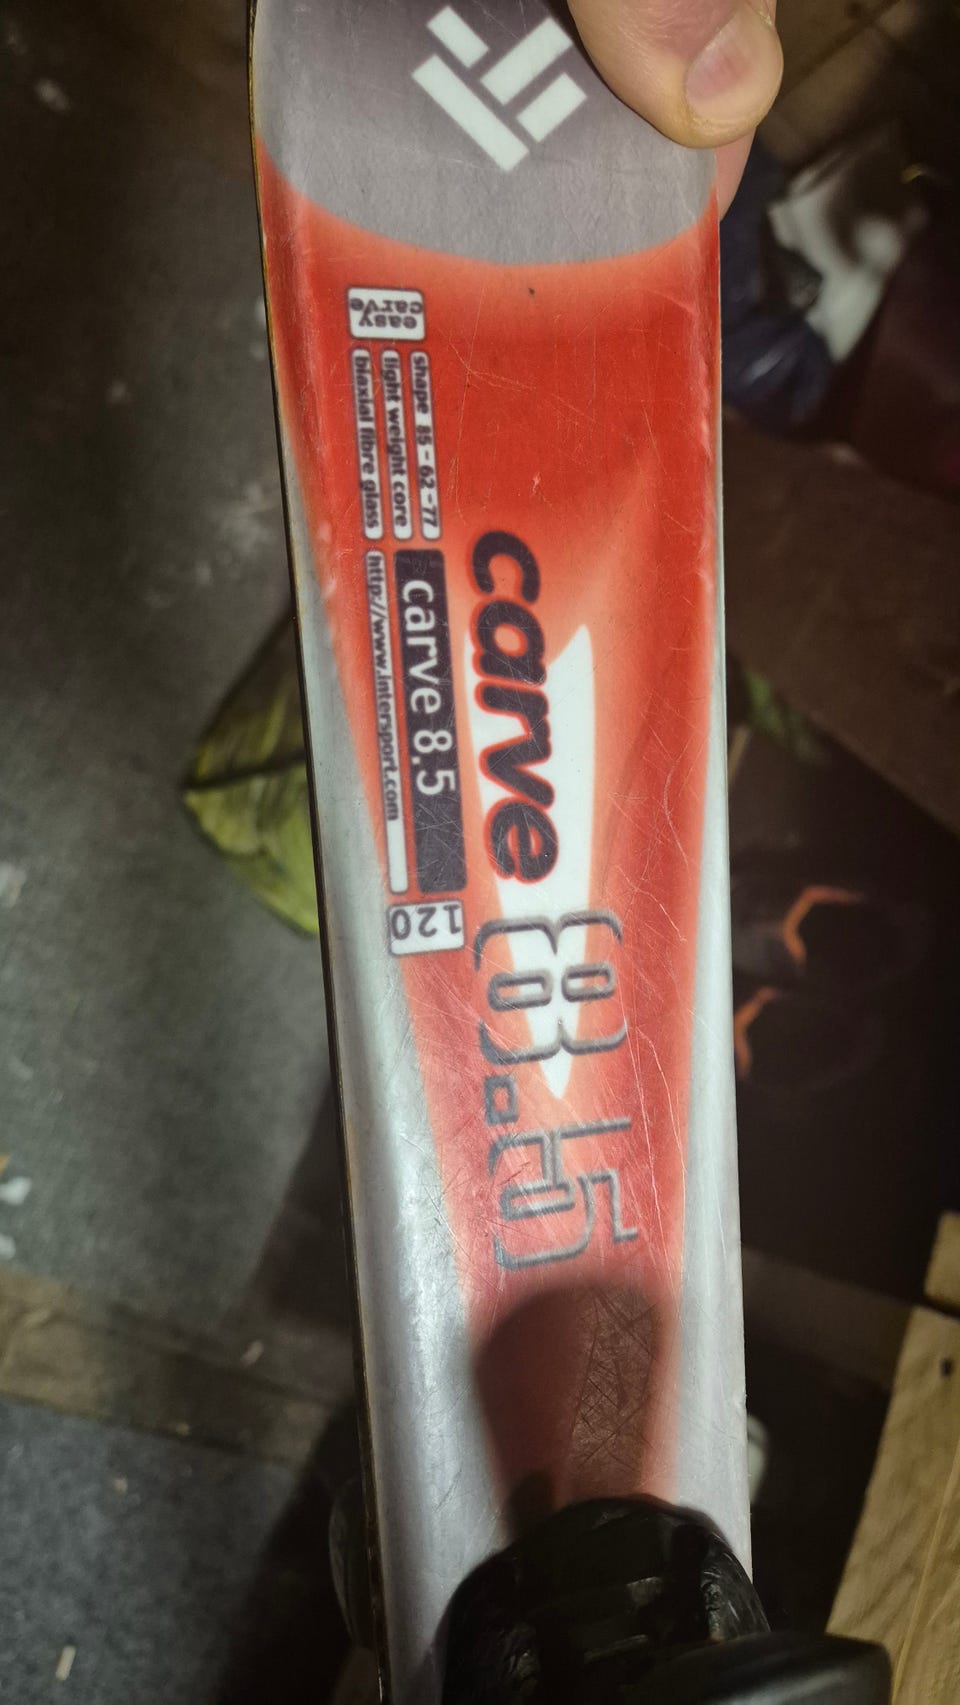 easy
carve
shape 85-62-77
light weight core
biaxial fibre glass
carve 8.5
http://www.intersport.com
120
carve
8.5